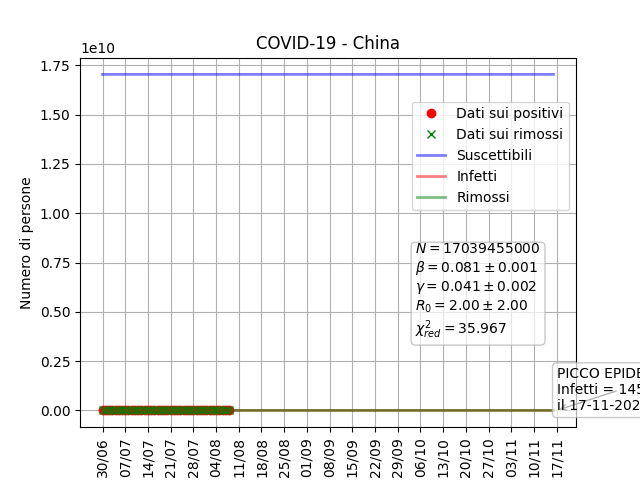 COVID-19 - China
1e10
1.75
1.50
1.25
1.00
0.75
0.50
0.25
0.00
Numero di persone
Dati sui positivi
Dati sui rimossi
Suscettibili
Infetti
Rimossi
N = 17039455000
β = 0.081 ± 0.001
γ = 0.041 ± 0.002
R₀ = 2.00 ± 2.00
χ²red = 35.967
PICCO EPIDE
Infetti = 145
il 17-11-202
30/06
07/07
14/07
21/07
28/07
04/08
11/08
18/08
25/08
01/09
08/09
15/09
22/09
29/09
06/10
13/10
20/10
27/10
03/11
10/11
17/11